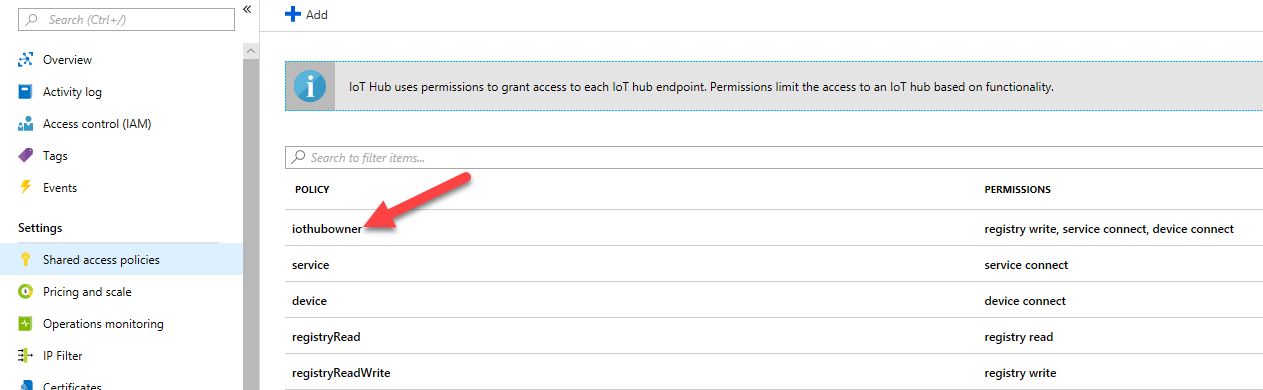 Search (Ctrl+/)
«
Overview
Activity log
Access control (IAM)
Tags
Events
Settings
Shared access policies
Pricing and scale
Operations monitoring
IP Filter
Certificates
Add
IoT Hub uses permissions to grant access to each IoT hub endpoint. Permissions limit the access to an IoT hub based on functionality.
Search to filter items...
POLICY PERMISSIONS
iothubowner registry write, service connect, device connect
service service connect
device device connect
registryRead registry read
registryReadWrite registry write